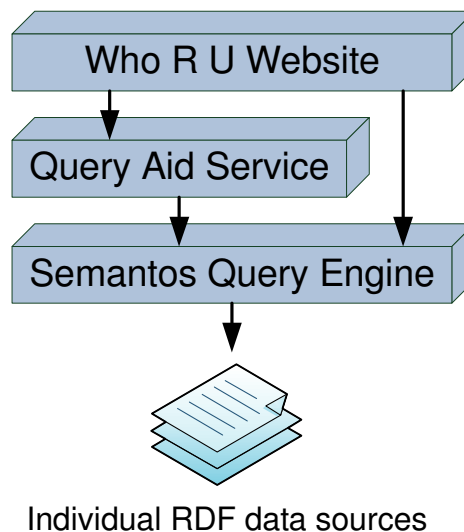 Who R U Website
Query Aid Service
Semantos Query Engine
Individual RDF data sources